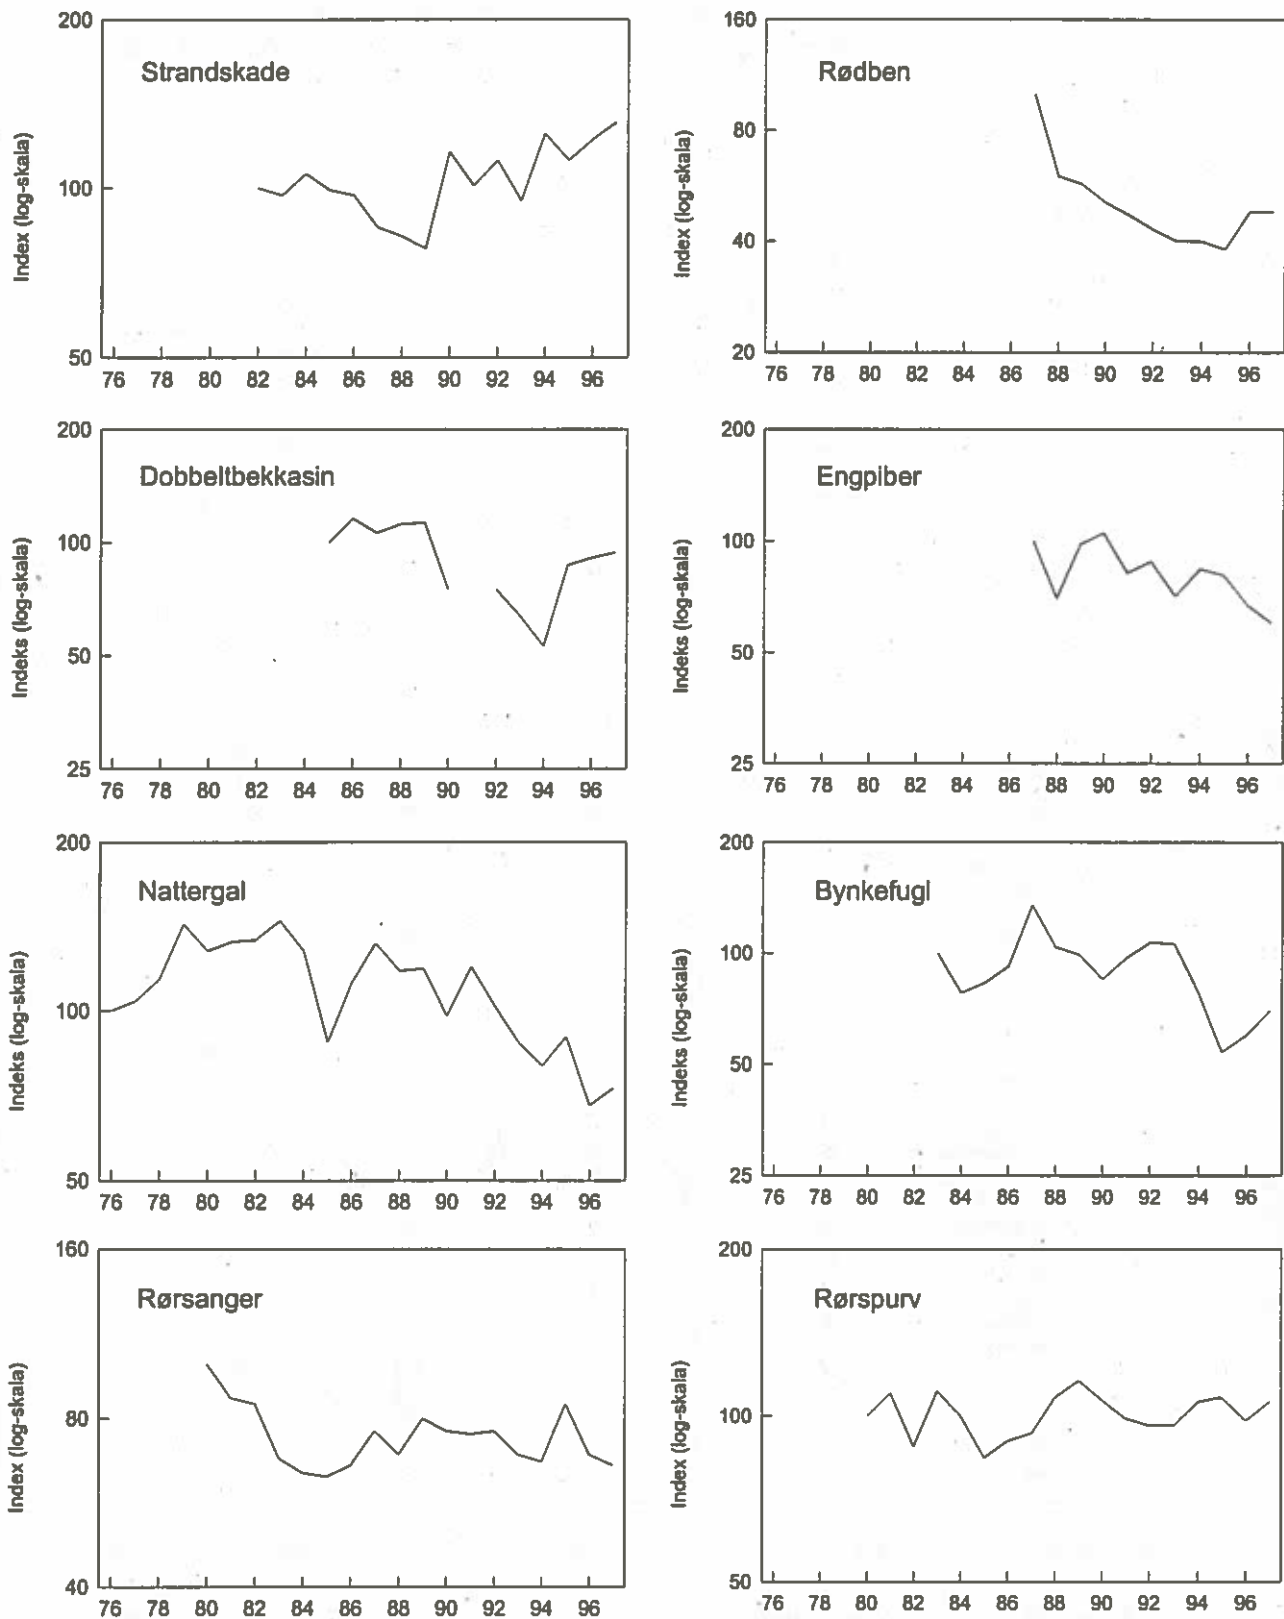 200
Strandskade
Index (log-skala)
100
50
76 78 80 82 84 86 88 90 92 94 96
160
Rødben
Index (log-skala)
80
40
20
76 78 80 82 84 86 88 90 92 94 96
200
Dobbeltbekkasin
Indeks (log-skala)
100
50
25
76 78 80 82 84 86 88 90 92 94 96
200
Engpiber
Indeks (log-skala)
100
50
25
76 78 80 82 84 86 88 90 92 94 96
200
Nattergal
Indeks (log-skala)
100
50
76 78 80 82 84 86 88 90 92 94 96
200
Bynkefugl
Indeks (log-skala)
100
50
25
76 78 80 82 84 86 88 90 92 94 96
160
Rørsanger
Index (log-skala)
80
40
76 78 80 82 84 86 88 90 92 94 96
200
Rørspurv
Index (log-skala)
100
50
76 78 80 82 84 86 88 90 92 94 96